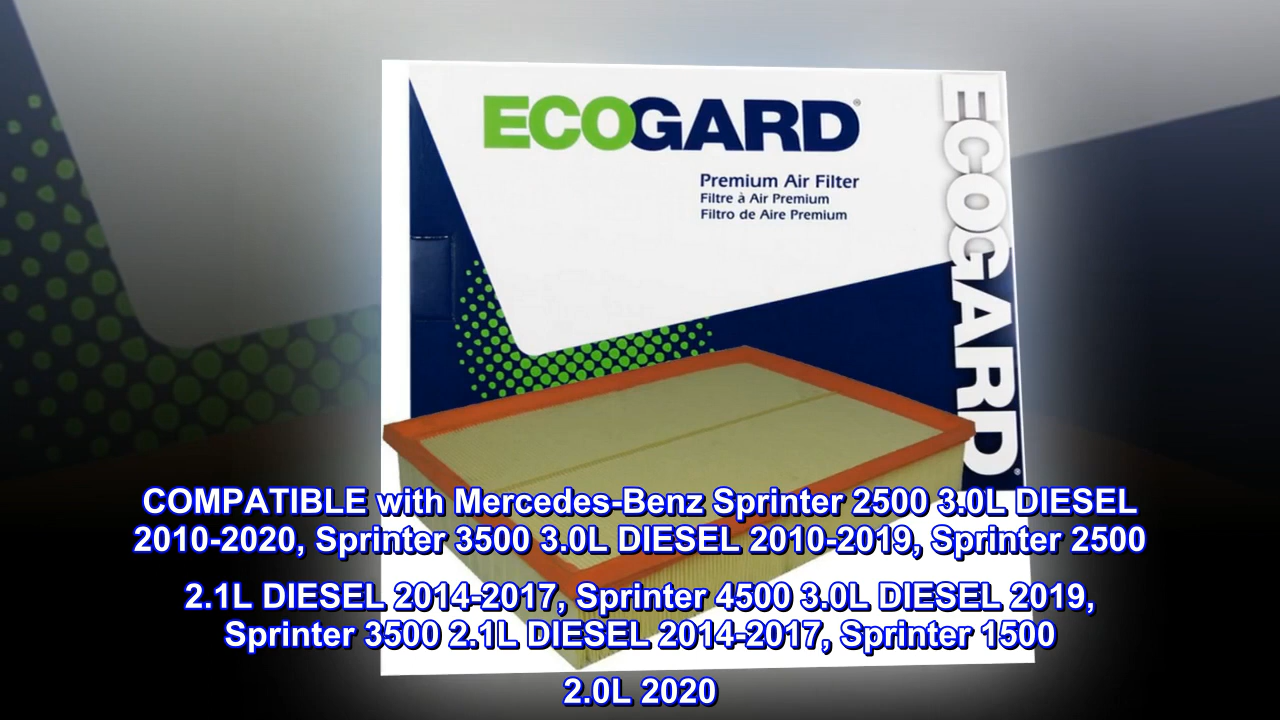 ECOGARD®
Premium Air Filter
Filtre à Air Premium
Filtro de Aire Premium
ECOGARD®
COMPATIBLE with Mercedes-Benz Sprinter 2500 3.0L DIESEL
2010-2020, Sprinter 3500 3.0L DIESEL 2010-2019, Sprinter 2500
2.1L DIESEL 2014-2017, Sprinter 4500 3.0L DIESEL 2019,
Sprinter 3500 2.1L DIESEL 2014-2017, Sprinter 1500
2.0L 2020